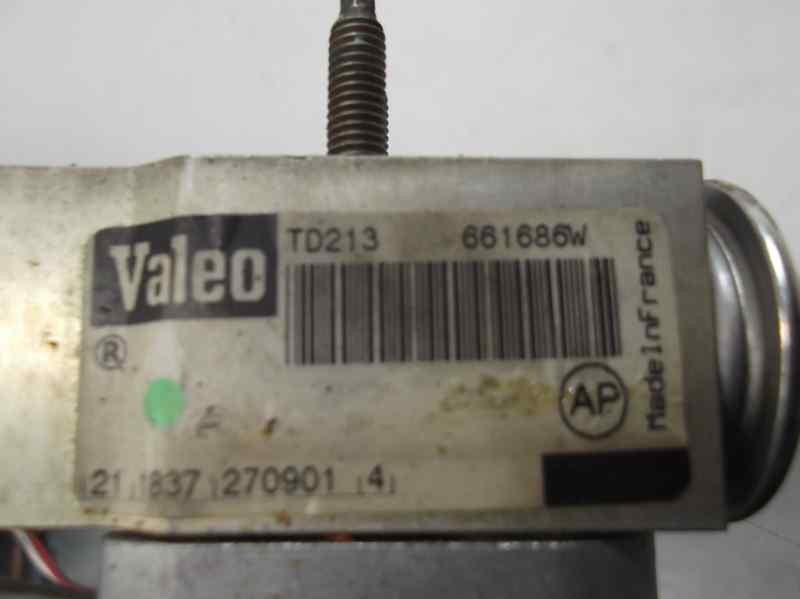 Valeo
TD213 661686W
®
AP
Made In France
21 1837 270901 4